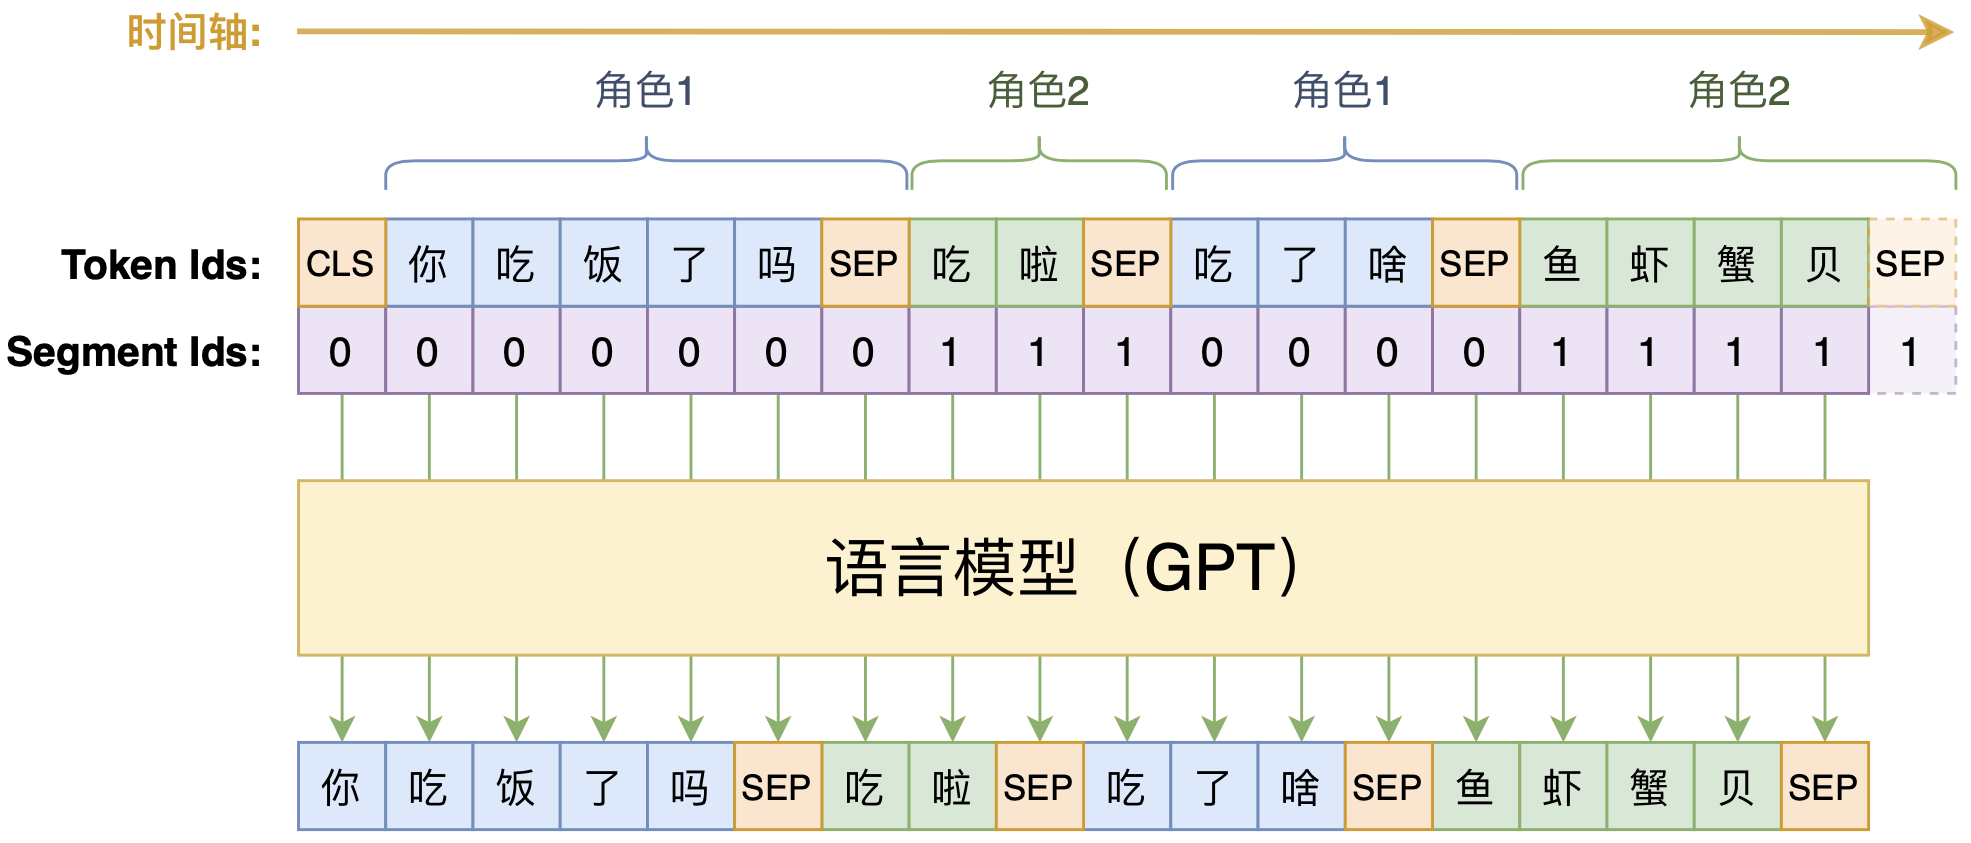 时间轴:
角色1 角色2 角色1 角色2
Token Ids: CLS 你 吃 饭 了 吗 SEP 吃 啦 SEP 吃 了 啥 SEP 鱼 虾 蟹 贝 SEP
Segment Ids: 0 0 0 0 0 0 0 1 1 1 0 0 0 0 1 1 1 1 1
语言模型（GPT）
你 吃 饭 了 吗 SEP 吃 啦 SEP 吃 了 啥 SEP 鱼 虾 蟹 贝 SEP